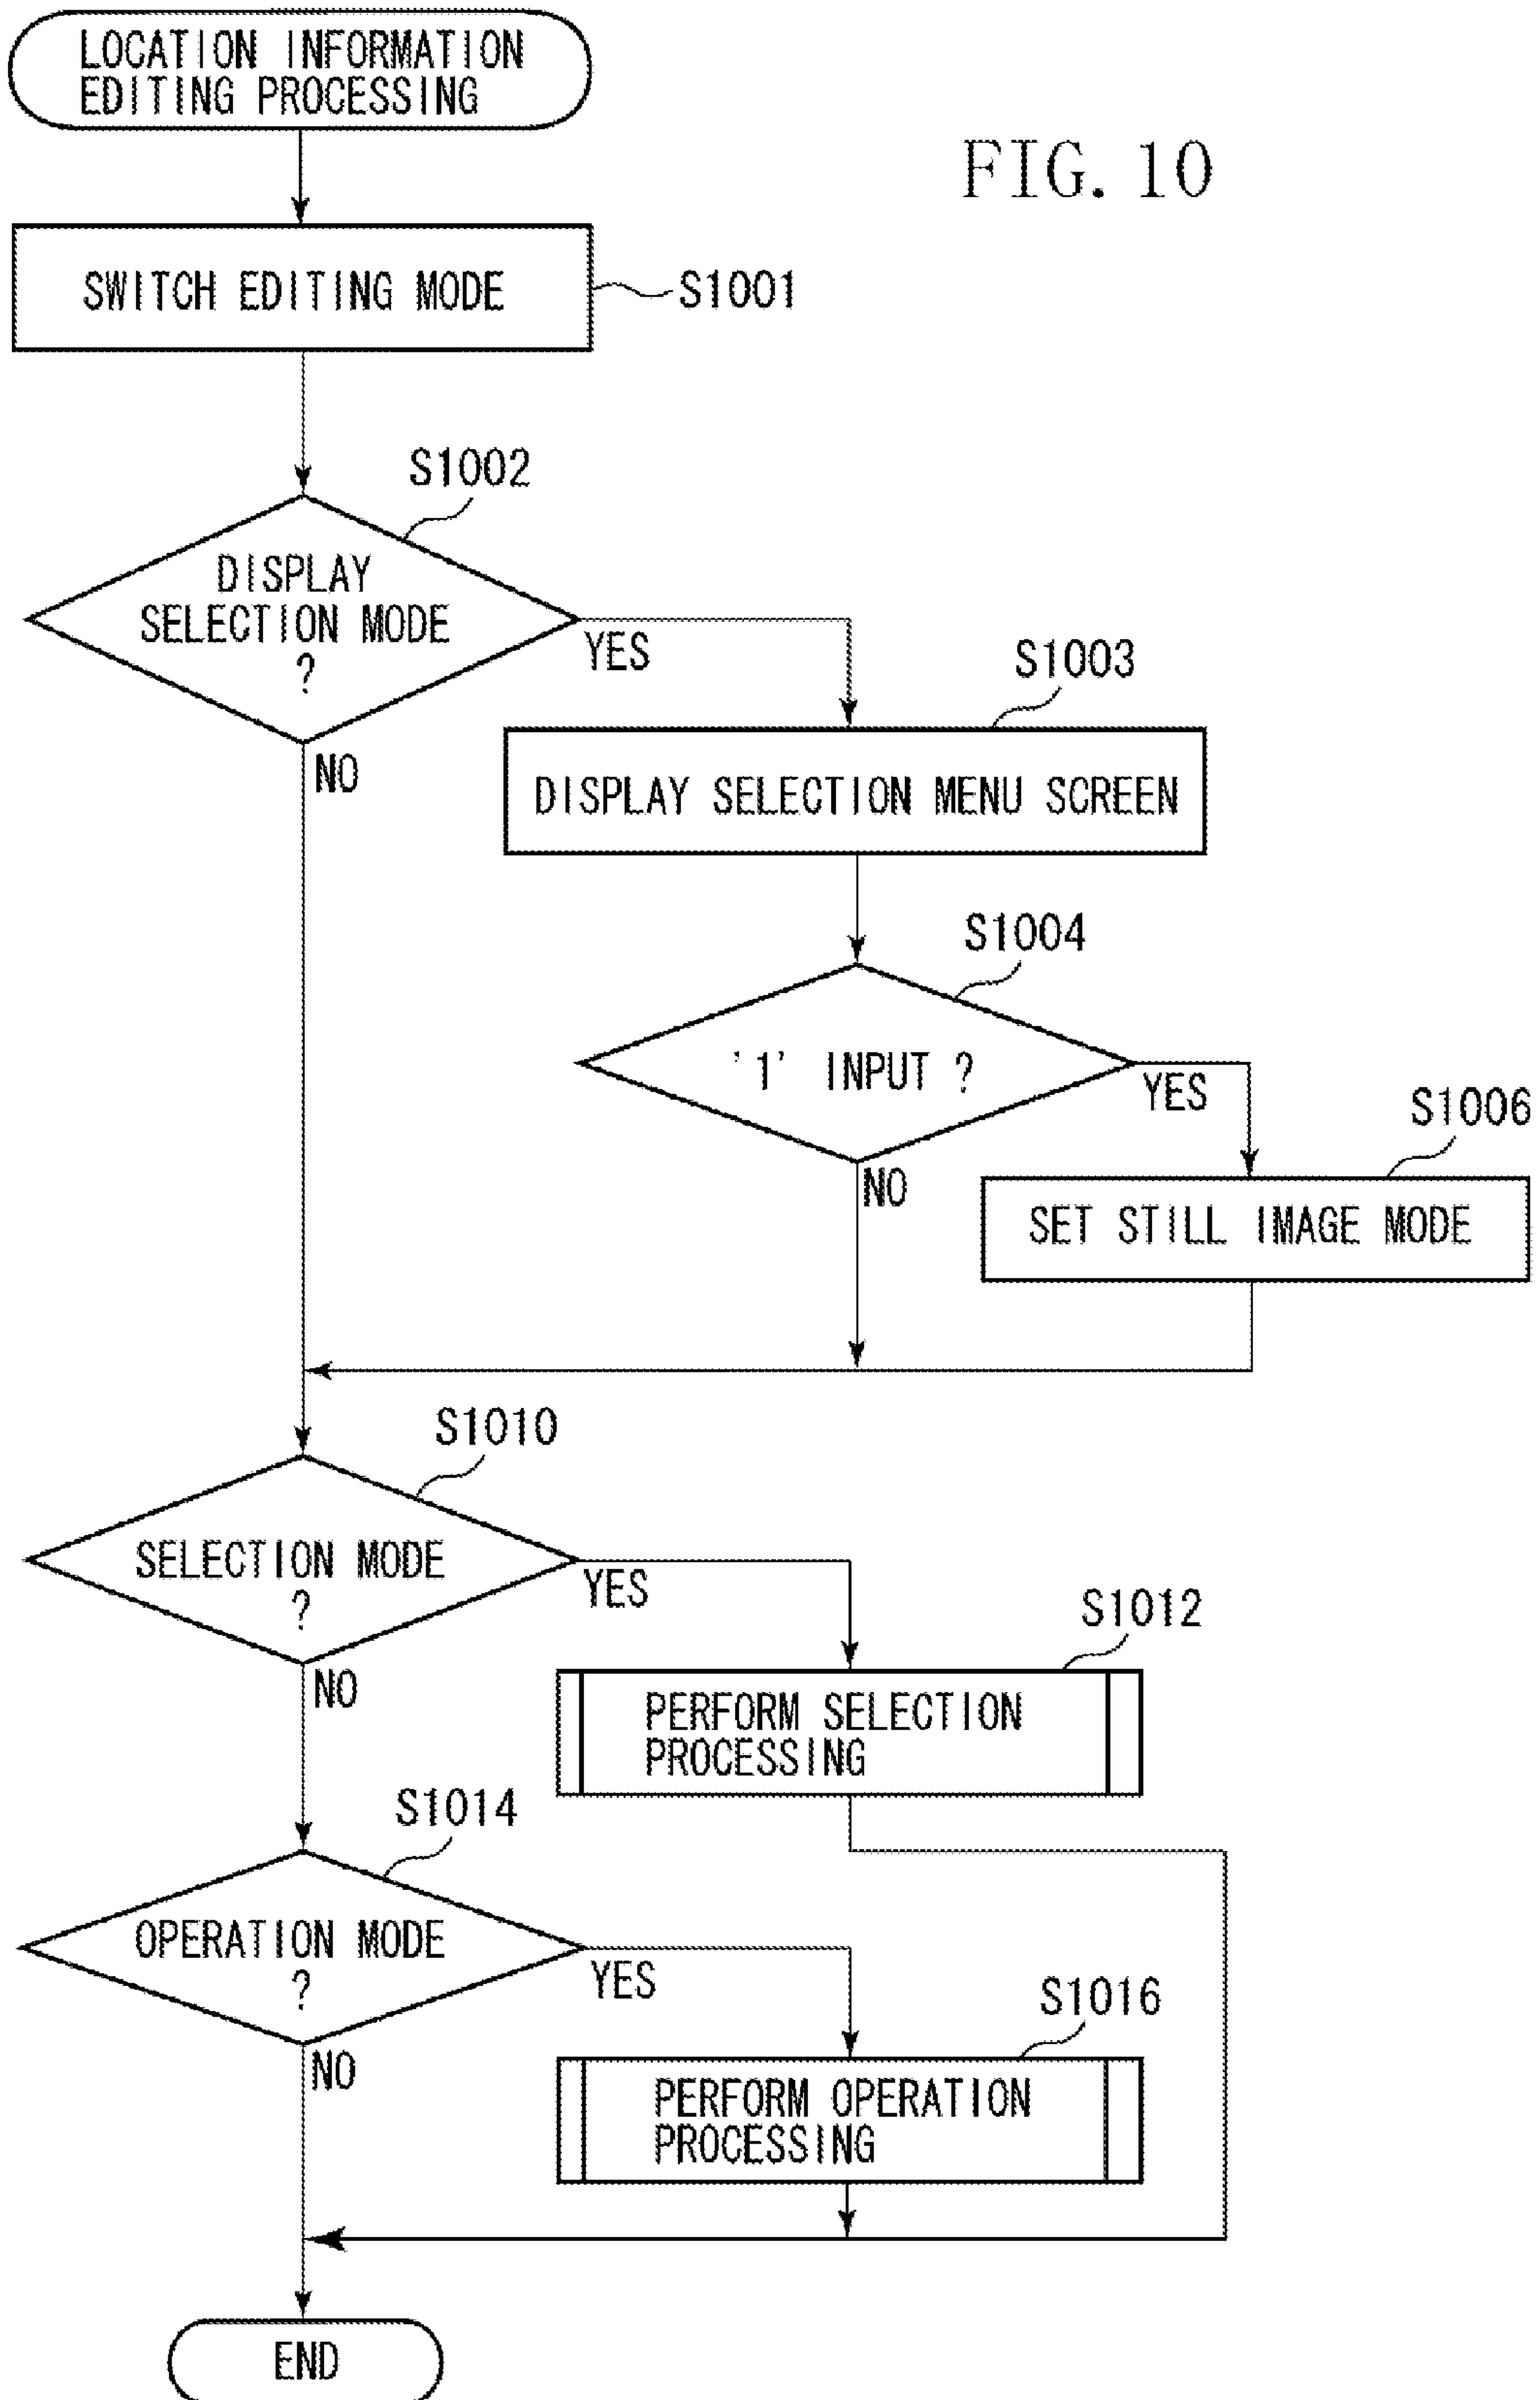 LOCATION INFORMATION
EDITING PROCESSING
FIG. 10
SWITCH EDITING MODE
S1001
S1002
DISPLAY
SELECTION MODE
?
YES
NO
S1003
DISPLAY SELECTION MENU SCREEN
S1004
'1' INPUT ?
YES
NO
S1006
SET STILL IMAGE MODE
S1010
SELECTION MODE
?
YES
NO
S1012
PERFORM SELECTION
PROCESSING
S1014
OPERATION MODE
?
YES
NO
S1016
PERFORM OPERATION
PROCESSING
END